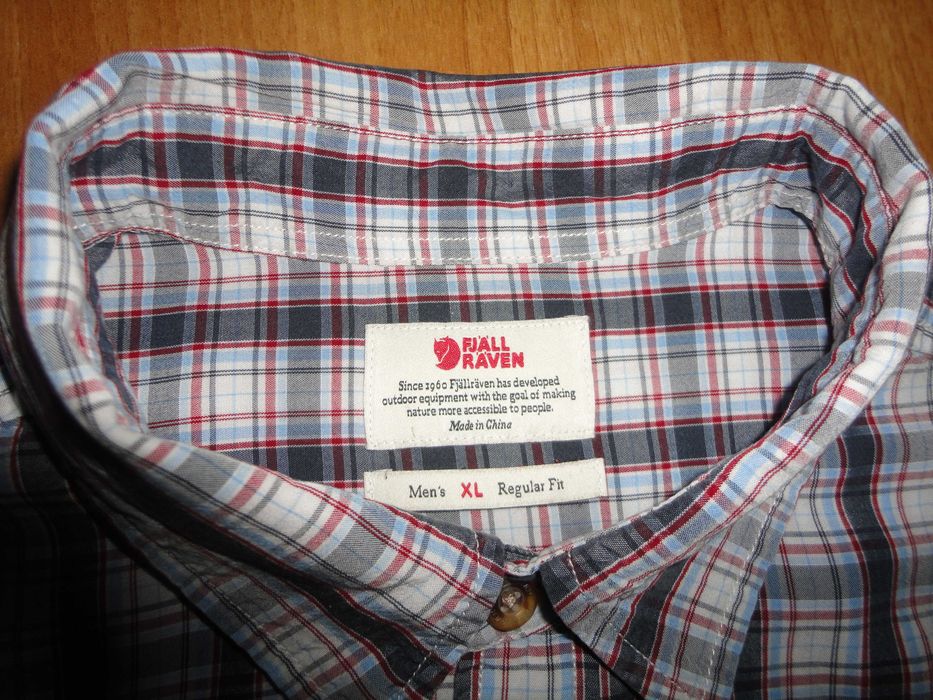 FJÄLL
RÄVEN
Since 1960 Fjällräven has developed
outdoor equipment with the goal of making
nature more accessible to people.
Made in China
Men's XL Regular Fit